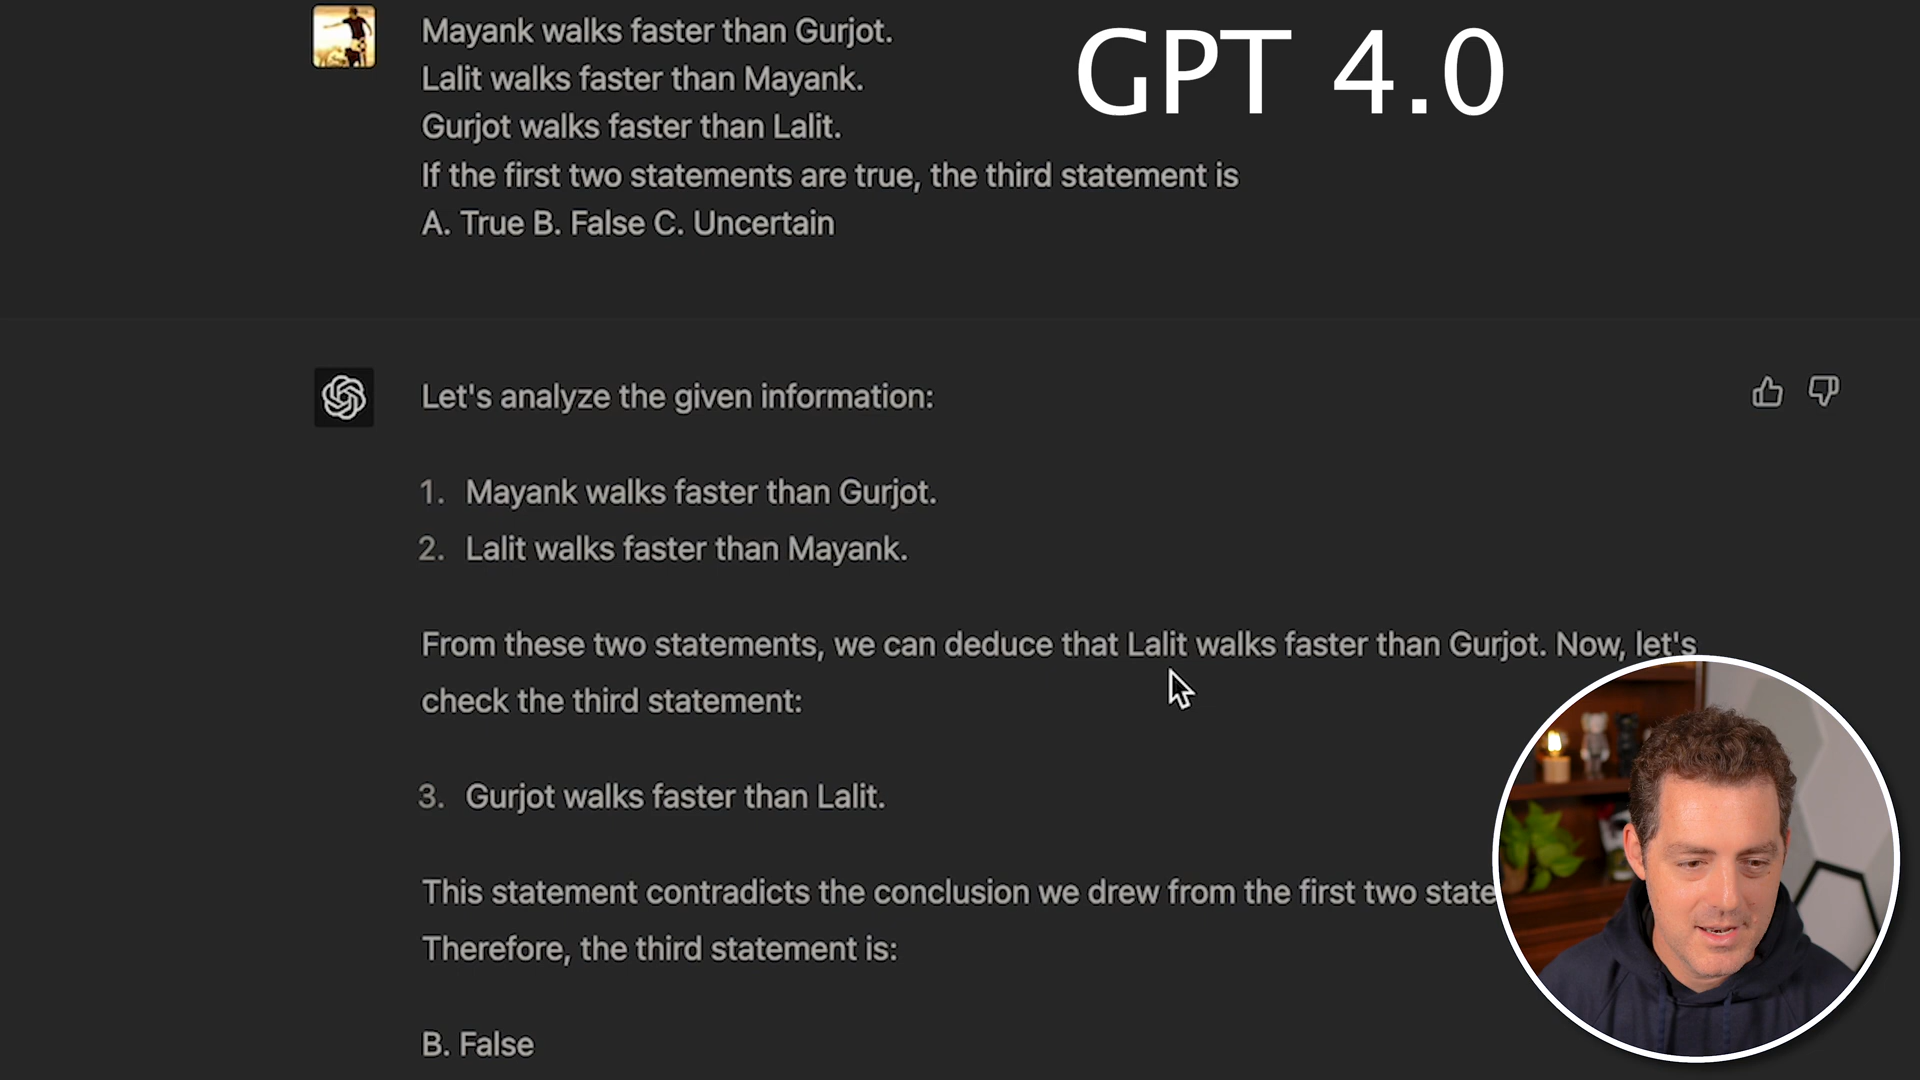 Mayank walks faster than Gurjot.
GPT 4.0
Lalit walks faster than Mayank.
Gurjot walks faster than Lalit.
If the first two statements are true, the third statement is
A. True B. False C. Uncertain
Let's analyze the given information:
1. Mayank walks faster than Gurjot.
2. Lalit walks faster than Mayank.
From these two statements, we can deduce that Lalit walks faster than Gurjot. Now, let's
check the third statement:
3. Gurjot walks faster than Lalit.
This statement contradicts the conclusion we drew from the first two
Therefore, the third statement is:
B. False